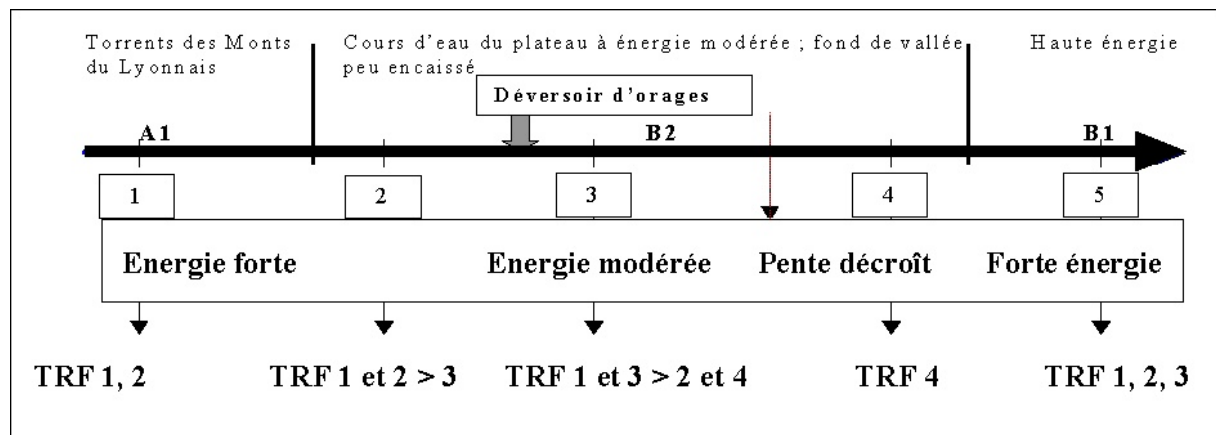 Torrents des Monts
du Lyonnais
Cours d'eau du plateau à énergie modérée ; fond de vallée
peu encaissé
Haute énergie
Déversoir d'orages
A1
B2
B1
1
2
3
4
5
Energie forte
Energie modérée
Pente décroît
Forte énergie
TRF 1, 2
TRF 1 et 2 > 3
TRF 1 et 3 > 2 et 4
TRF 4
TRF 1, 2, 3